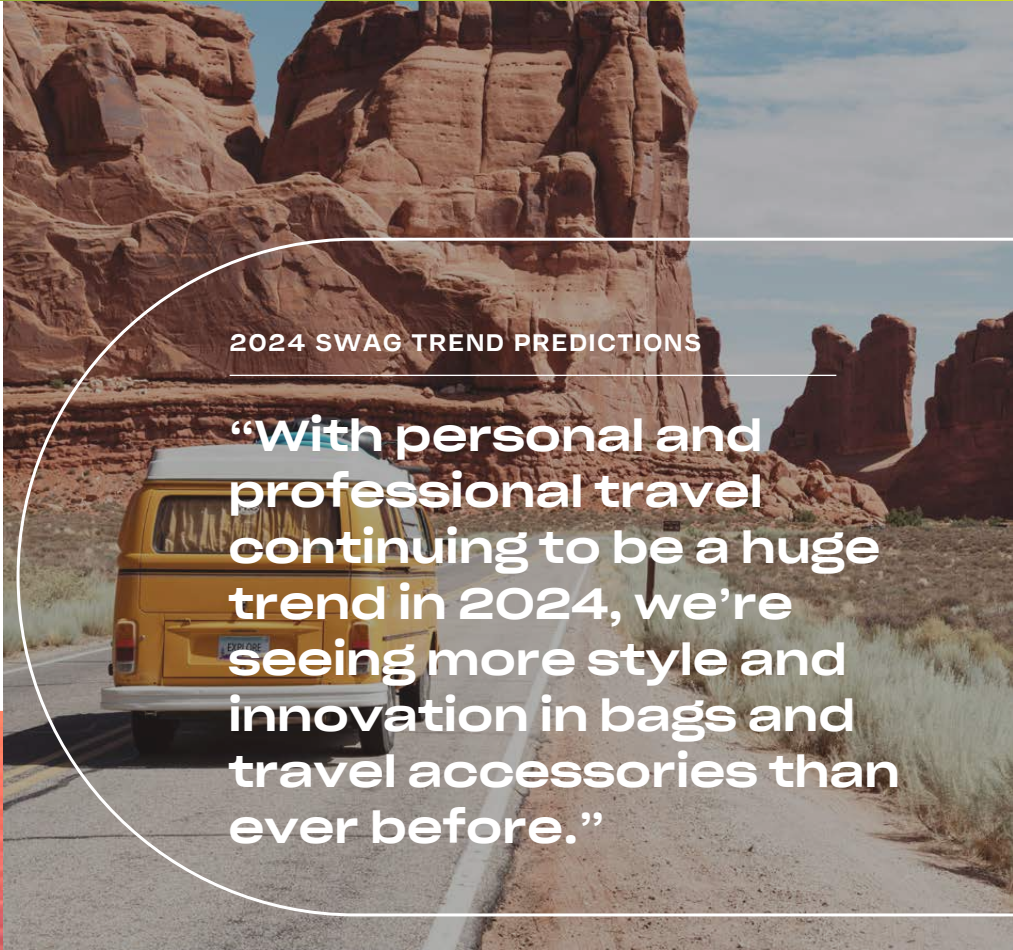 2024 SWAG TREND PREDICTIONS
“With personal and
professional travel
continuing to be a huge
trend in 2024, we’re
seeing more style and
innovation in bags and
travel accessories than
ever before.”
EXPLORE